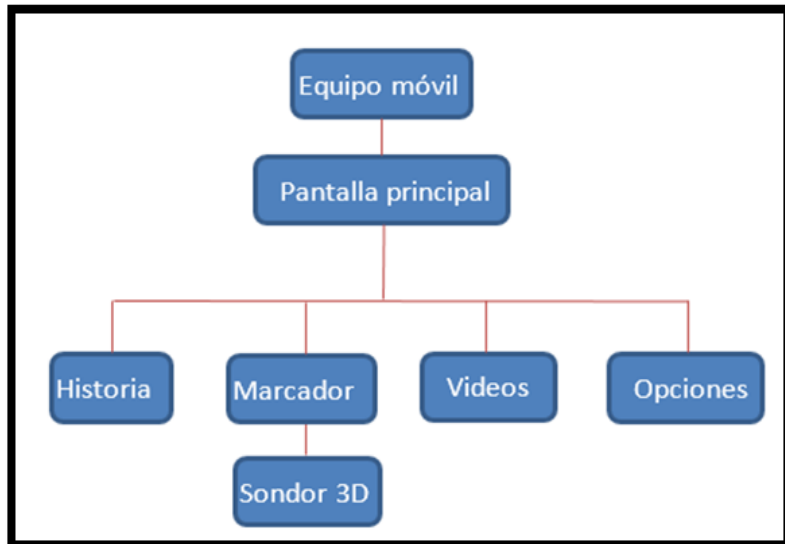 Equipo móvil
Pantalla principal
Historia
Marcador
Videos
Opciones
Sondor 3D